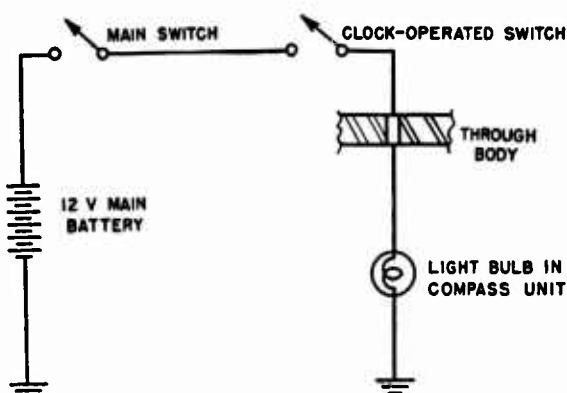 MAIN SWITCH
CLOCK-OPERATED SWITCH
THROUGH
BODY
12 V MAIN
BATTERY
LIGHT BULB IN
COMPASS UNIT